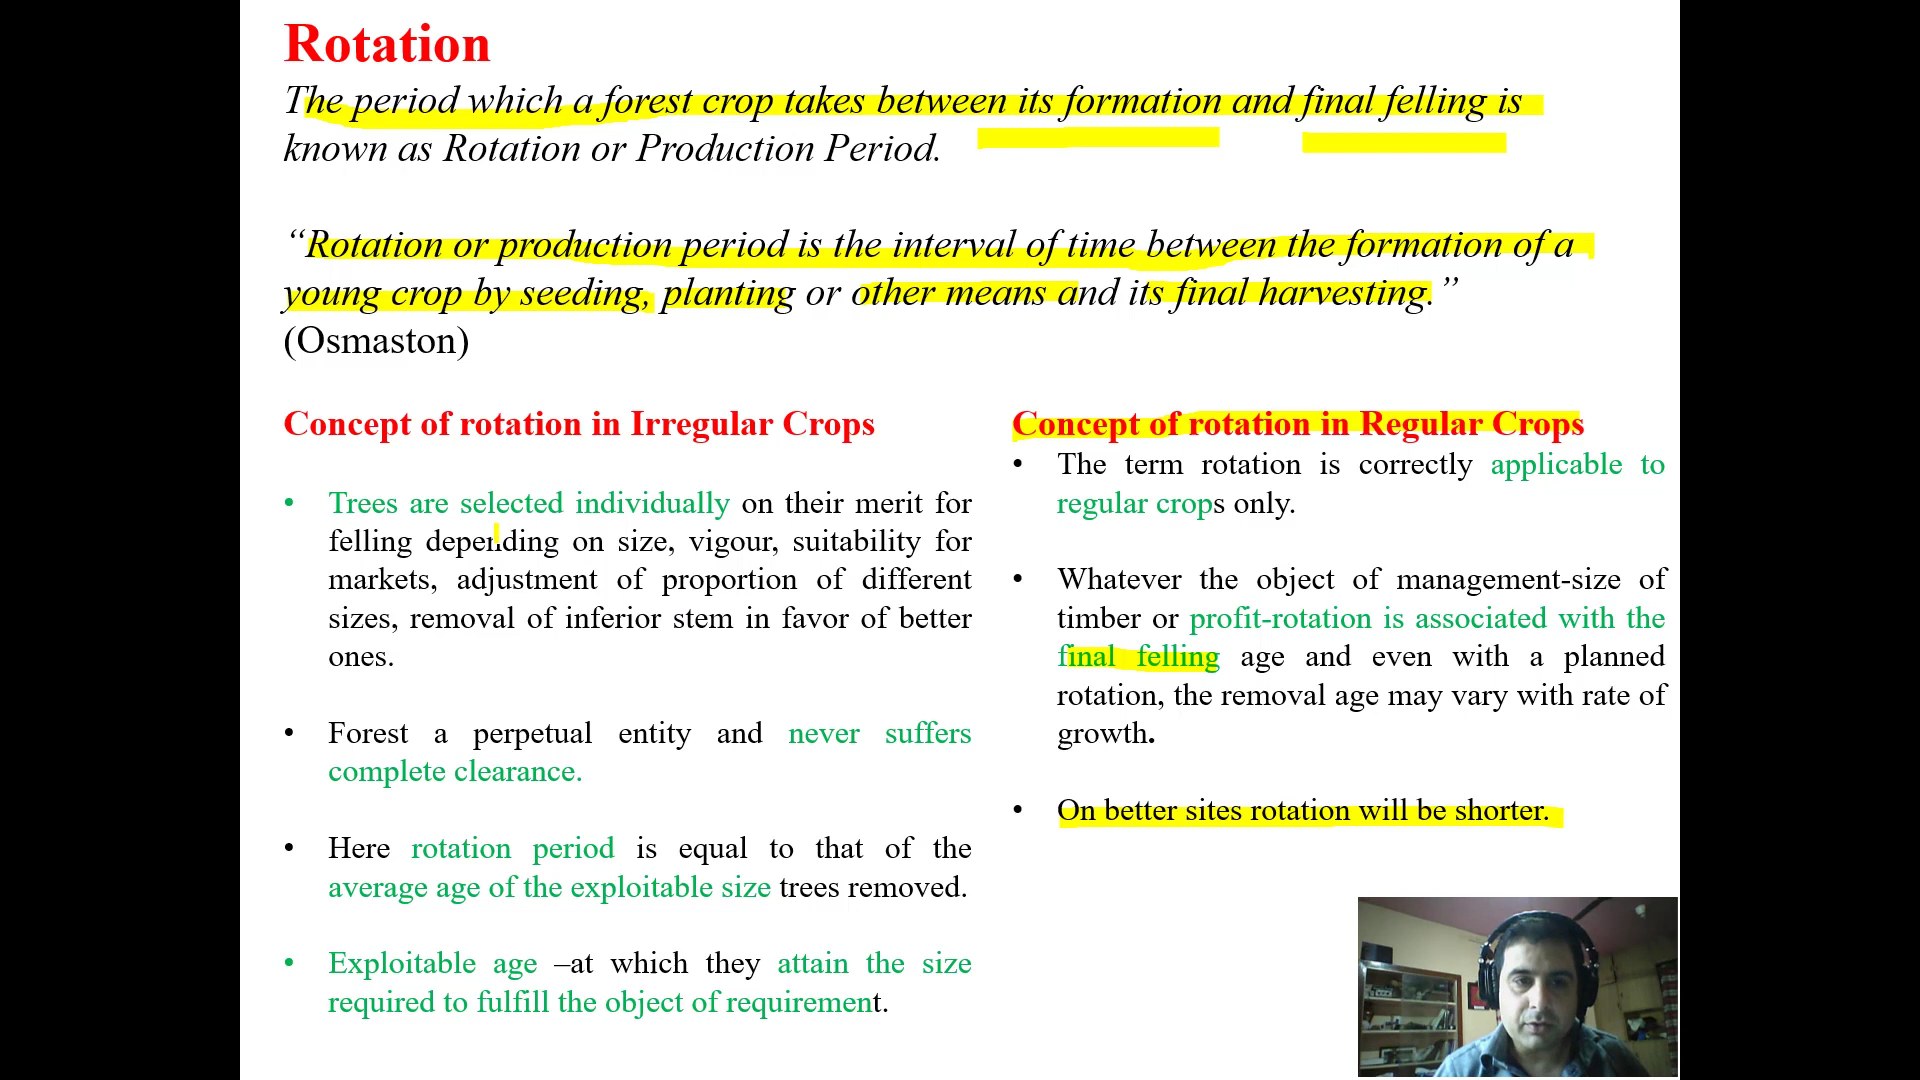 Rotation
The period which a forest crop takes between its formation and final felling is
known as Rotation or Production Period.
“Rotation or production period is the interval of time between the formation of a
young crop by seeding, planting or other means and its final harvesting.”
(Osmaston)
Concept of rotation in Irregular Crops
• Trees are selected individually on their merit for
felling depending on size, vigour, suitability for
markets, adjustment of proportion of different
sizes, removal of inferior stem in favor of better
ones.
• Forest a perpetual entity and never suffers
complete clearance.
• Here rotation period is equal to that of the
average age of the exploitable size trees removed.
• Exploitable age –at which they attain the size
required to fulfill the object of requirement.
Concept of rotation in Regular Crops
• The term rotation is correctly applicable to
regular crops only.
• Whatever the object of management-size of
timber or profit-rotation is associated with the
final felling age and even with a planned
rotation, the removal age may vary with rate of
growth.
• On better sites rotation will be shorter.